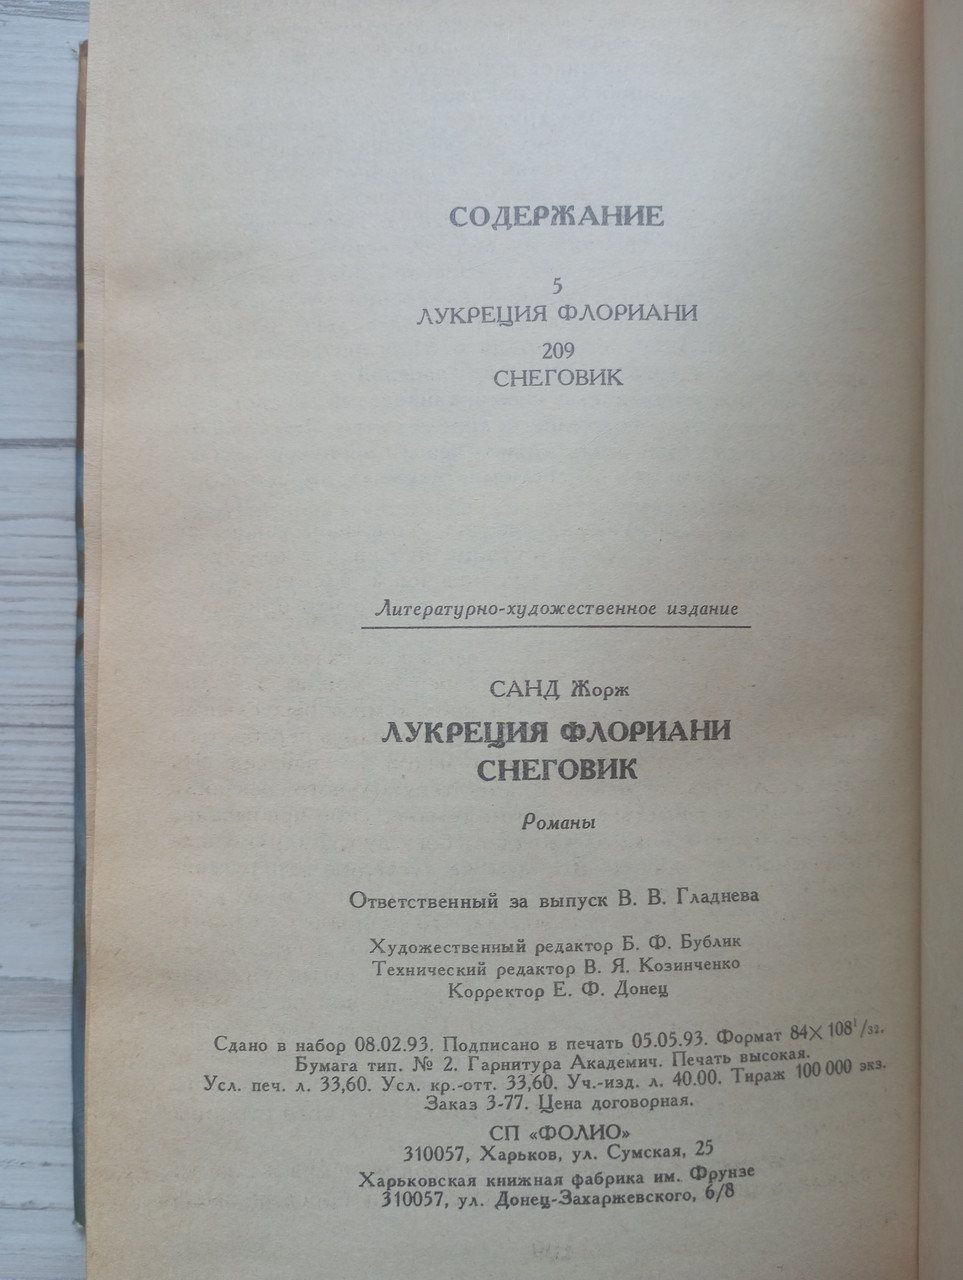 СОДЕРЖАНИЕ
5
ЛУКРЕЦИЯ ФЛОРИАНИ
209
СНЕГОВИК
Литературно-художественное издание
САНД Жорж
ЛУКРЕЦИЯ ФЛОРИАНИ
СНЕГОВИК
Романы
Ответственный за выпуск В. В. Гладнева
Художественный редактор Б. Ф. Бублик
Технический редактор В. Я. Козинченко
Корректор Е. Ф. Донец
Сдано в набор 08.02.93. Подписано в печать 05.05.93. Формат 84×108¹/₃₂.
Бумага тип. № 2. Гарнитура Академич. Печать высокая.
Усл. печ. л. 33,60. Усл. кр.-отт. 33,60. Уч.-изд. л. 40.00. Тираж 100 000 экз.
Заказ 3-77. Цена договорная.
СП «ФОЛИО»
310057, Харьков, ул. Сумская, 25
Харьковская книжная фабрика им. Фрунзе
310057, ул. Донец-Захаржевского, 6/8